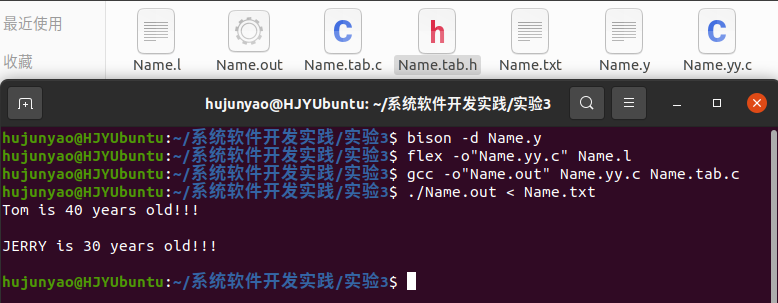 最近使用
收藏
Name.l Name.out Name.tab.c Name.tab.h Name.txt Name.y Name.yy.c
hujunyao@HJYUbuntu: ~/系统软件开发实践/实验3
hujunyao@HJYUbuntu:~/系统软件开发实践/实验3$ bison -d Name.y
hujunyao@HJYUbuntu:~/系统软件开发实践/实验3$ flex -o"Name.yy.c" Name.l
hujunyao@HJYUbuntu:~/系统软件开发实践/实验3$ gcc -o"Name.out" Name.yy.c Name.tab.c
hujunyao@HJYUbuntu:~/系统软件开发实践/实验3$ ./Name.out < Name.txt
Tom is 40 years old!!!
JERRY is 30 years old!!!
hujunyao@HJYUbuntu:~/系统软件开发实践/实验3$